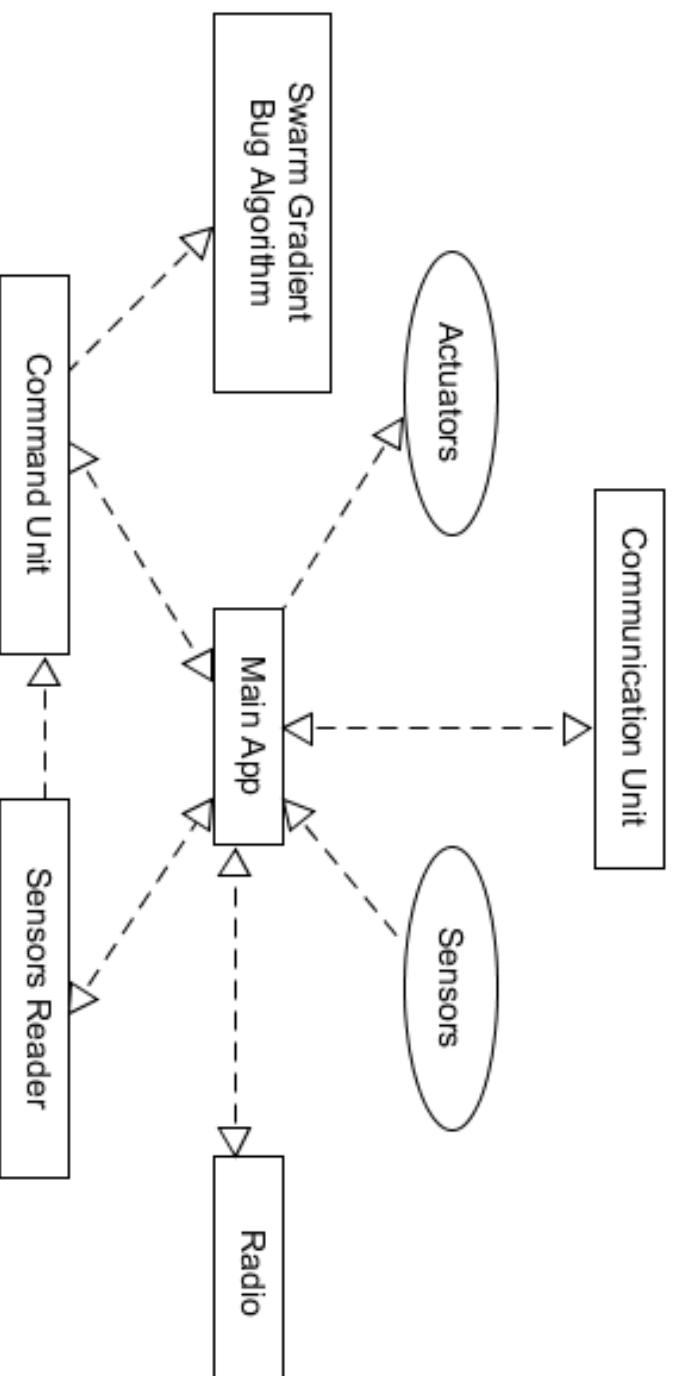 Communication Unit
Actuators
Sensors
Swarm Gradient
Bug Algorithm
Main App
Radio
Command Unit
Sensors Reader